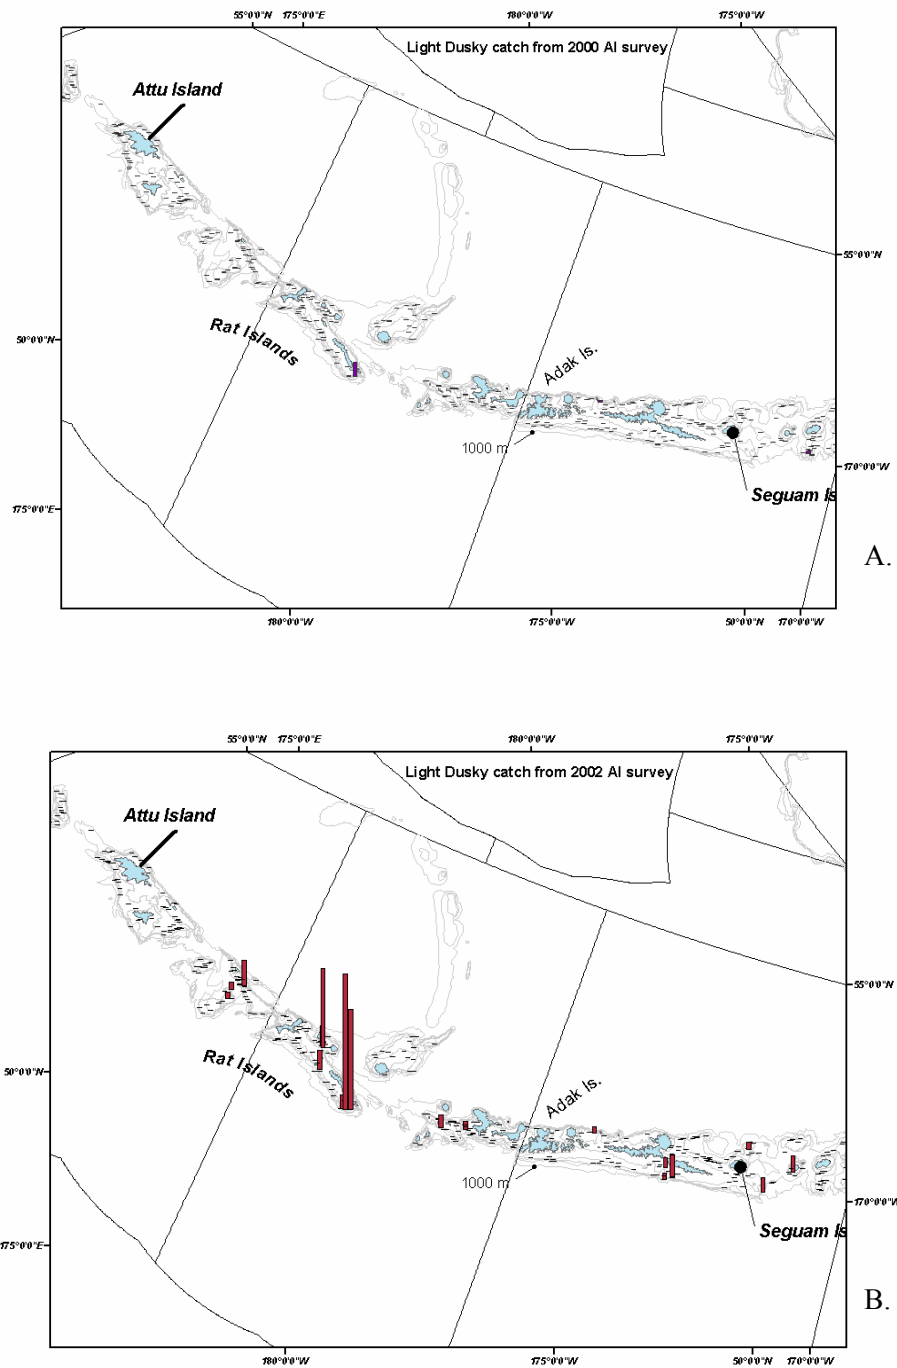 55°0'0"N 175°0'0"E 180°0'0"W 175°0'0"W
Light Dusky catch from 2000 AI survey
Attu Island
55°0'0"N
Rat Islands
50°0'0"N
Adak Is.
1000 m
170°0'0"W
Seguam Is
175°0'0"E
A.
180°0'0"W 175°0'0"W 50°0'0"N 170°0'0"W
55°0'0"N 175°0'0"E 180°0'0"W 175°0'0"W
Light Dusky catch from 2002 AI survey
Attu Island
55°0'0"N
Rat Islands
50°0'0"N
Adak Is.
1000 m
170°0'0"W
Seguam Is
175°0'0"E
B.
180°0'0"W 175°0'0"W 50°0'0"N 170°0'0"W